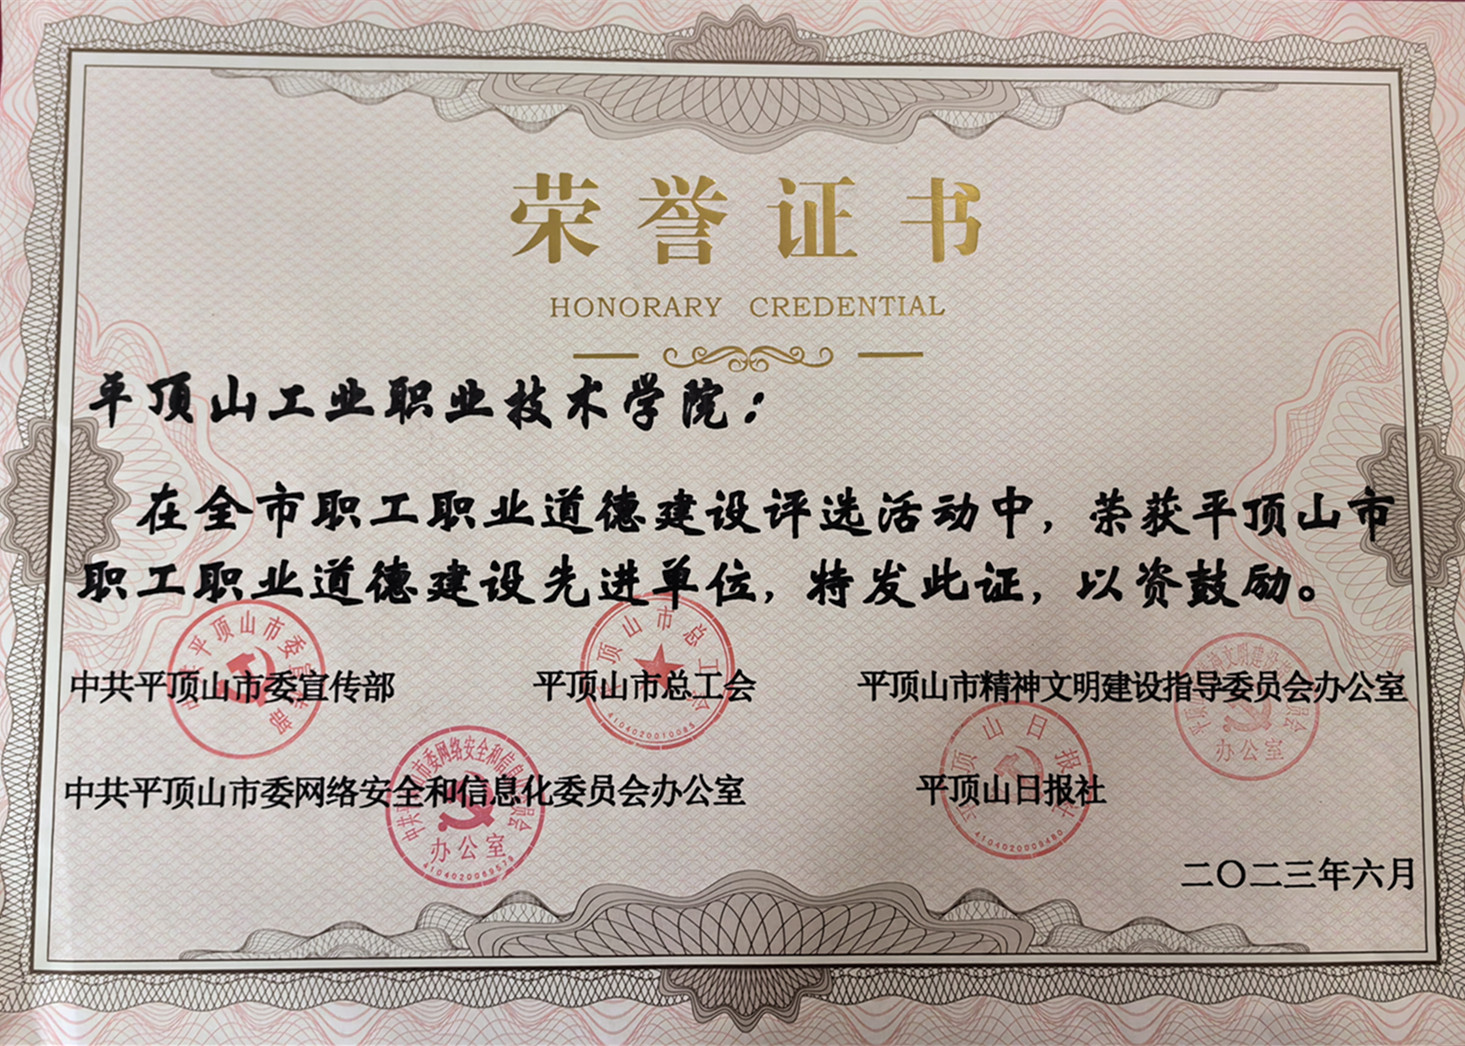 荣誉证书
HONORARY CREDENTIAL
平顶山工业职业技术学院：
在全市职工职业道德建设评选活动中，荣获平顶山市
职工职业道德建设先进单位，特发此证，以资鼓励。
中共平顶山市委宣传部 平顶山市总工会 平顶山市精神文明建设指导委员会办公室
中共平顶山市委网络安全和信息化委员会办公室 平顶山日报社
二〇二三年六月
办公室
办公室